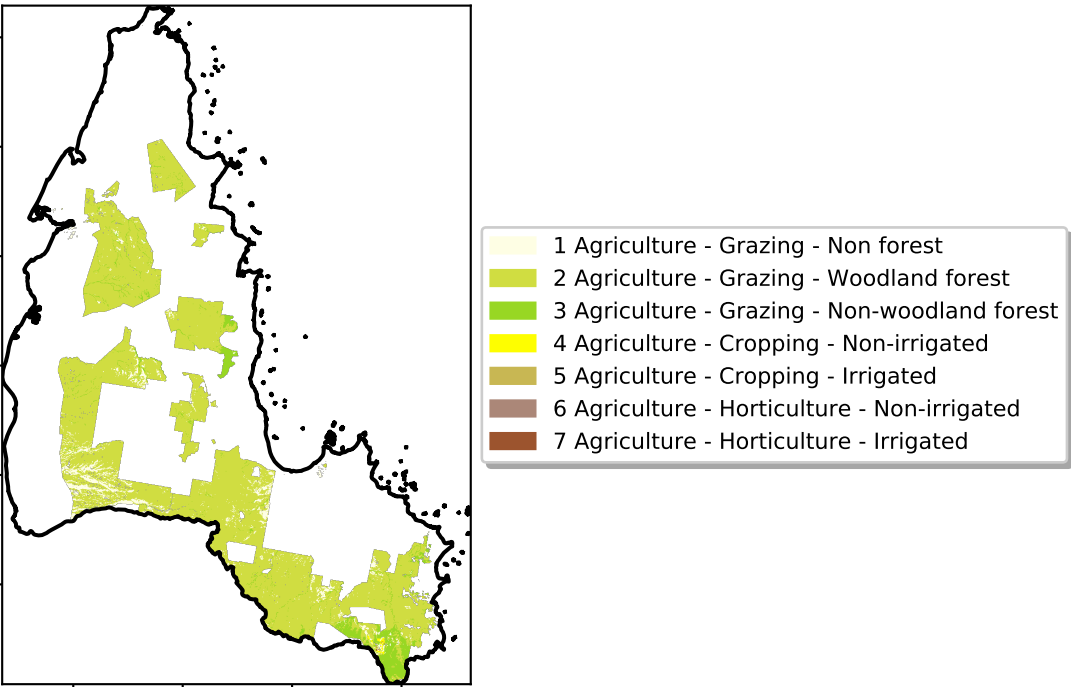 1 Agriculture - Grazing - Non forest
2 Agriculture - Grazing - Woodland forest
3 Agriculture - Grazing - Non-woodland forest
4 Agriculture - Cropping - Non-irrigated
5 Agriculture - Cropping - Irrigated
6 Agriculture - Horticulture - Non-irrigated
7 Agriculture - Horticulture - Irrigated